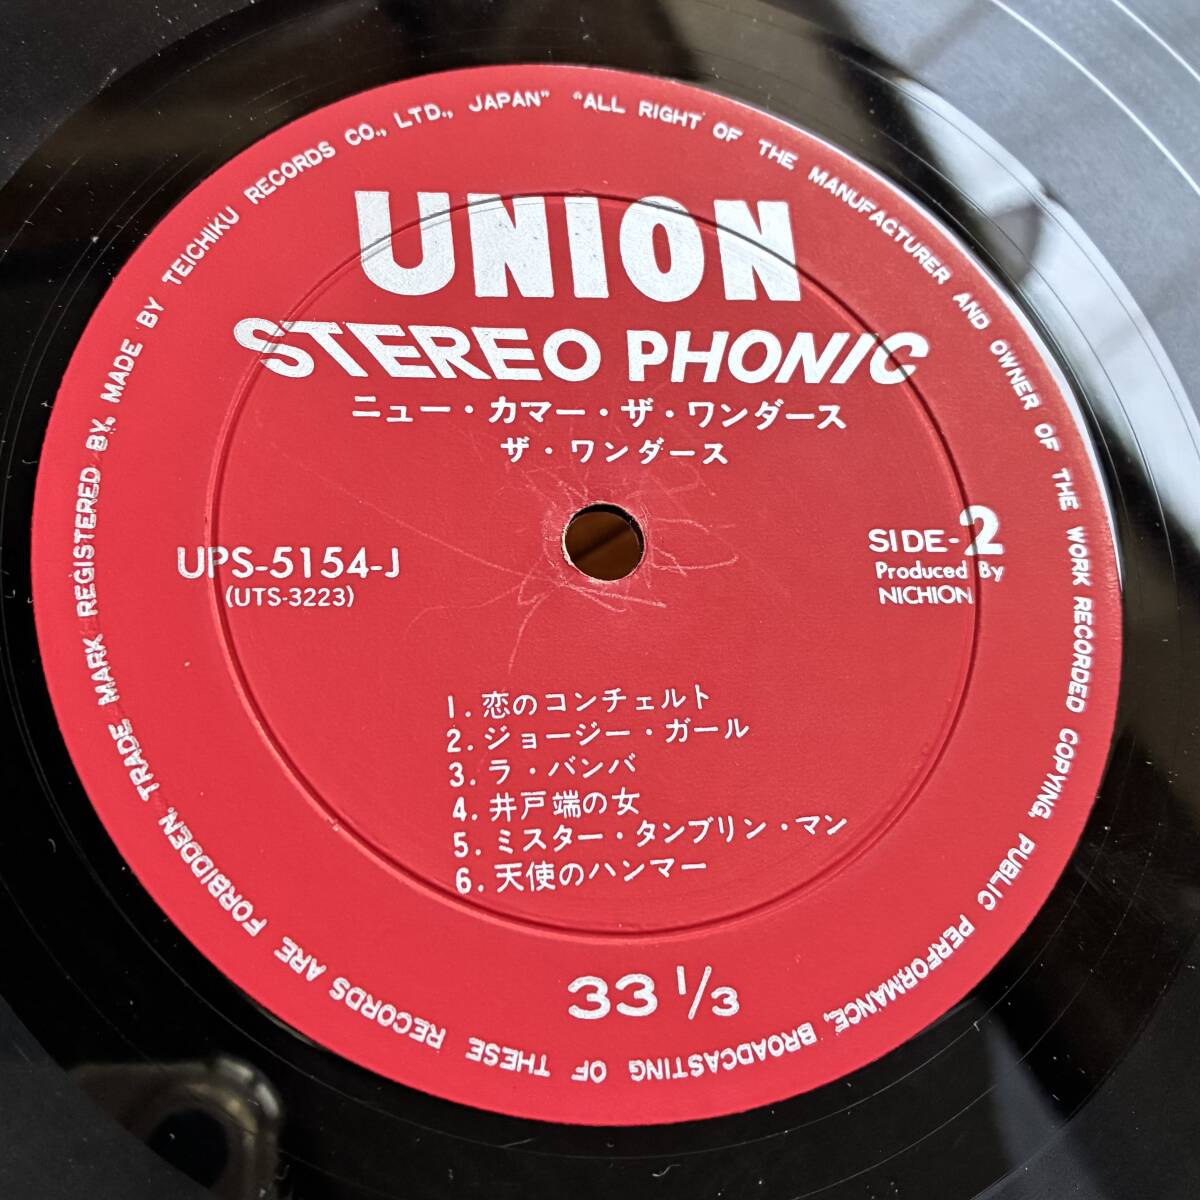 TRADE MARK REGISTERED BY, MADE BY TEICHIKU RECORDS CO., LTD., JAPAN" "ALL RIGHT OF THE MANUFACTURER AND OWNER OF THE WORK RECORDED COPYING, PUBLIC PERFORMANCE, BROADCASTING OF THESE RECORDS ARE FORBIDDEN,
UNION
STEREO PHONIC
ニュー・カマー・ザ・ワンダース
ザ・ワンダース
UPS-5154-J
(UTS-3223)
SIDE-2
Produced By
NICHION
1. 恋のコンチェルト
2. ジョージー・ガール
3. ラ・バンバ
4. 井戸端の女
5. ミスター・タンブリン・マン
6. 天使のハンマー
33 1/3